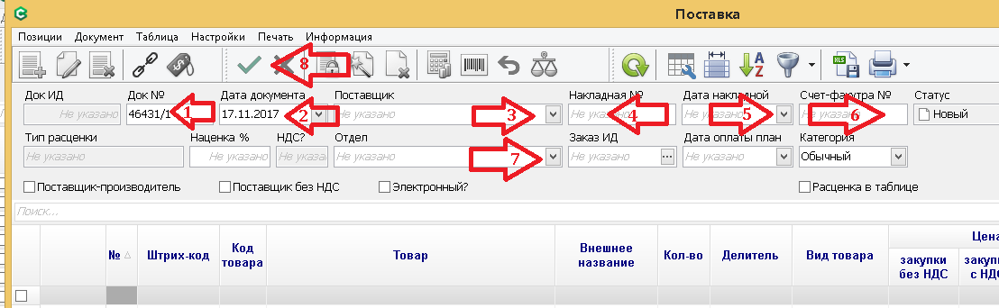 Поставка
Позиции Документ Таблица Настройки Печать Информация
8
Док ИД Док № Дата документа Поставщик Накладная № Дата накладной Счет-фактура № Статус
Не указано 46431/1 1 17.11.2017 2 Не указано 3 Не указано 4 Не указано 5 Не указано 6 Новый
Тип расценки Наценка % НДС? Отдел Заказ ИД Дата оплаты план Категория
Не указано Не указано Не указано Не указано 7 Не указано Не указано Обычный
Поставщик-производитель Поставщик без НДС Электронный? Расценка в таблице
Поиск...
№ Штрих-код Код товара Товар Внешнее название Кол-во Делитель Вид товара Цена
закупки без НДС закупк с НДС